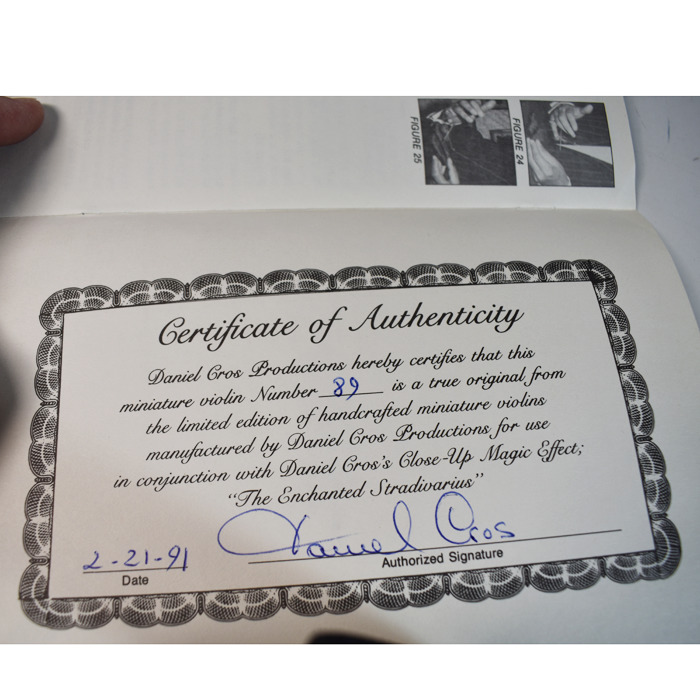 FIGURE 25
FIGURE 24
Certificate of Authenticity
Daniel Cros Productions hereby certifies that this
miniature violin Number 89 is a true original from
the limited edition of handcrafted miniature violins
manufactured by Daniel Cros Productions for use
in conjunction with Daniel Cros's Close-Up Magic Effect;
"The Enchanted Stradivarius"
2-21-91 Daniel Cros
Date Authorized Signature